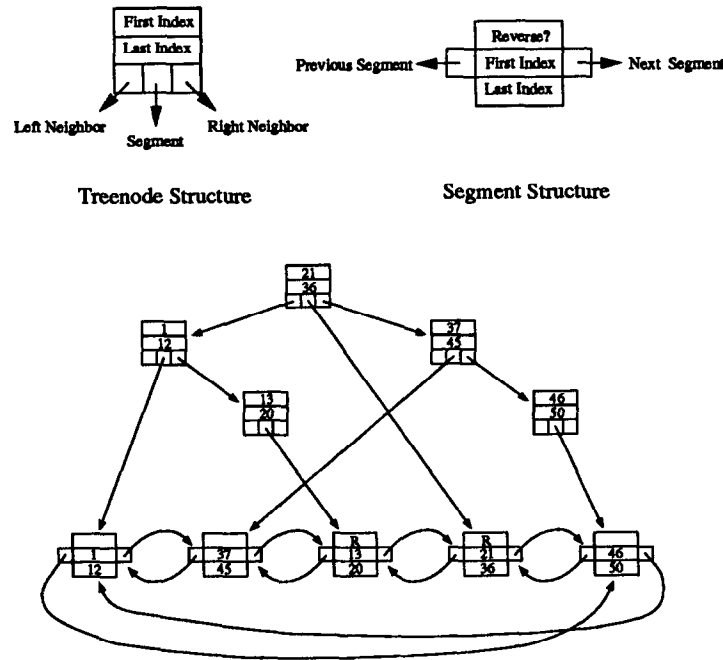 First Index
Last Index
Left Neighbor
Segment
Right Neighbor
Treenode Structure
Reverse?
Previous Segment
First Index
Next Segment
Last Index
Segment Structure
21
36
1
12
37
45
13
20
46
50
1
12
37
45
R
13
20
R
21
36
46
50